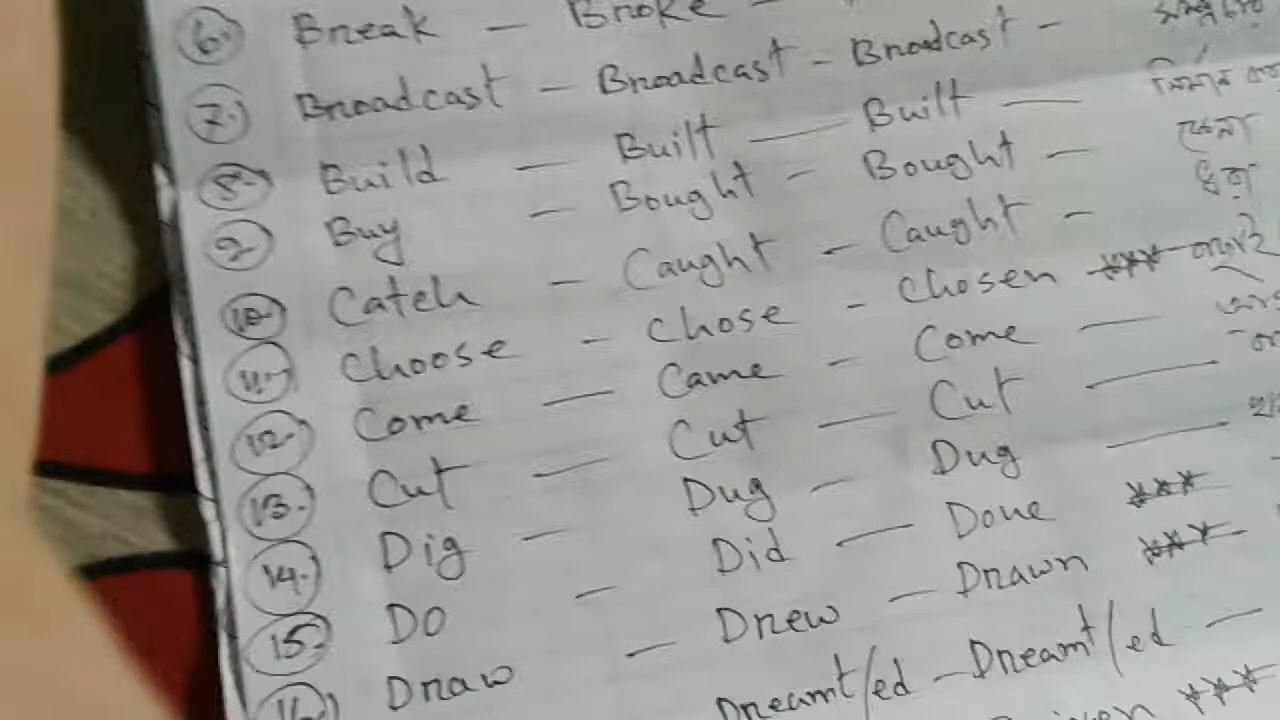 6. Break — Broke —
7. Broadcast — Broadcast — Broadcast —
8. Build — Built — Built — নির্মাণ
9. Buy — Bought — Bought — কেনা
10. Catch — Caught — Caught — ধরা
11. Choose — Chose — Chosen ***
12. Come — Came — Come —
13. Cut — Cut — Cut —
14. Dig — Dug — Dug —
15. Do — Did — Done ***
16. Draw — Drew — Drawn ***
Dreamt/ed — Dreamt/ed —
***